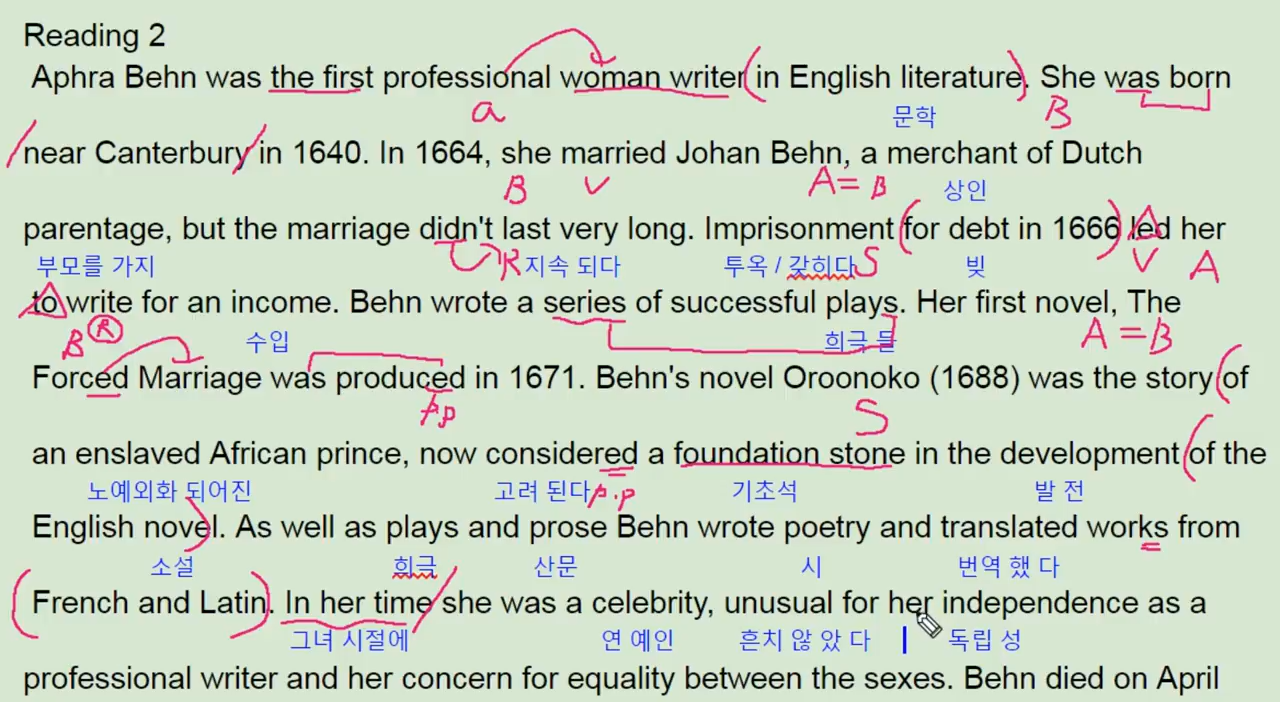 Reading 2
Aphra Behn was the first professional woman writer (in English literature). She was born
a 문학 B
near Canterbury in 1640. In 1664, she married Johan Behn, a merchant of Dutch
B V A = B 상인
parentage, but the marriage didn't last very long. Imprisonment (for debt in 1666) led her
부모를 가지 R 지속 되다 투옥 / 갖히다 S 빚 V A
to write for an income. Behn wrote a series of successful plays. Her first novel, The
B R 수입 희극 들 A = B
Forced Marriage was produced in 1671. Behn's novel Oroonoko (1688) was the story (of
p.p S
an enslaved African prince, now considered a foundation stone in the development (of the
노예외화 되어진 고려 된다 p.p 기초석 발 전
English novel). As well as plays and prose Behn wrote poetry and translated works from
소설 희극 산문 시 번역 했 다
(French and Latin). In her time she was a celebrity, unusual for her independence as a
그녀 시절에 연 예인 흔치 않 았 다 독립 성
professional writer and her concern for equality between the sexes. Behn died on April